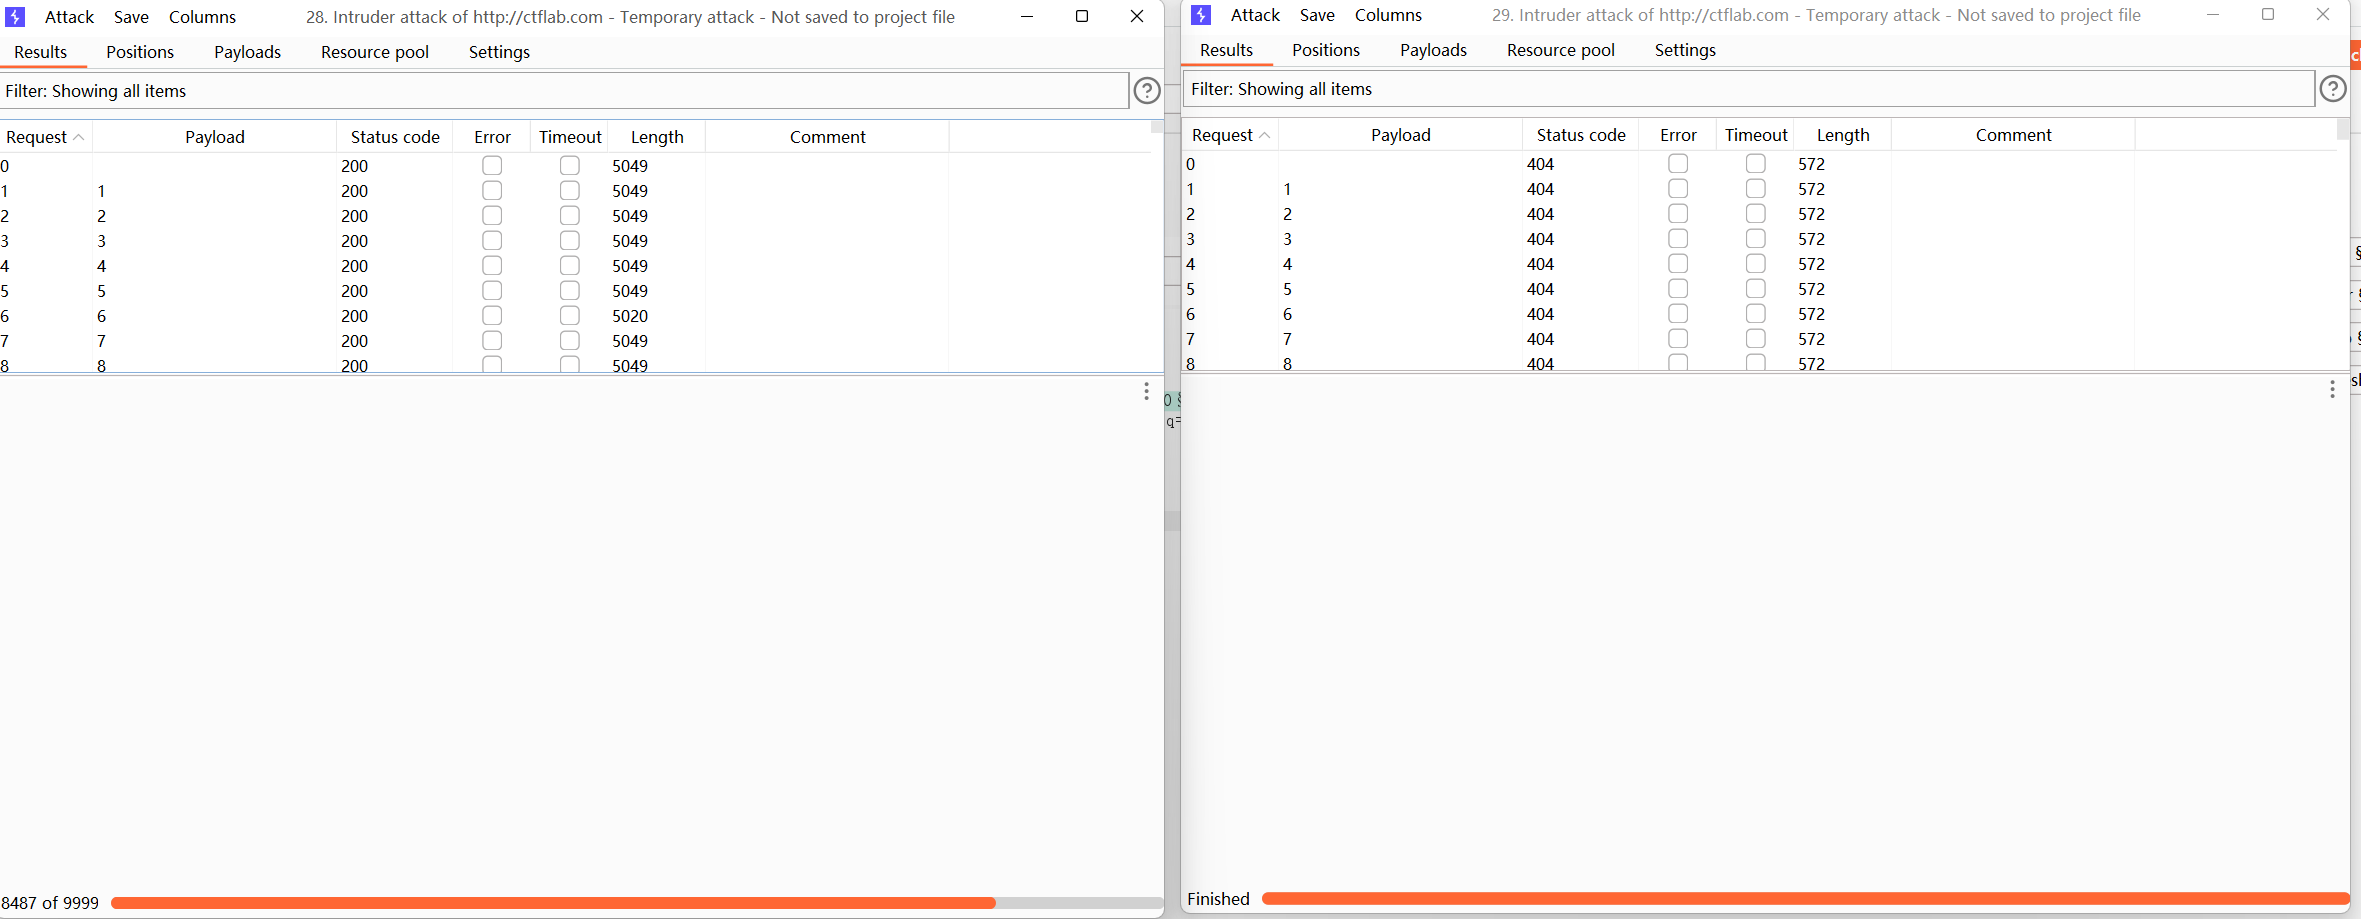 Attack Save Columns 28. Intruder attack of http://ctflab.com - Temporary attack - Not saved to project file
Results Positions Payloads Resource pool Settings
Filter: Showing all items
Request Payload Status code Error Timeout Length Comment
0 200 5049
1 1 200 5049
2 2 200 5049
3 3 200 5049
4 4 200 5049
5 5 200 5049
6 6 200 5020
7 7 200 5049
8 8 200 5049
8487 of 9999
0 §
q=
Attack Save Columns 29. Intruder attack of http://ctflab.com - Temporary attack - Not saved to project file
Results Positions Payloads Resource pool Settings
Filter: Showing all items
Request Payload Status code Error Timeout Length Comment
0 404 572
1 1 404 572
2 2 404 572
3 3 404 572
4 4 404 572
5 5 404 572
6 6 404 572
7 7 404 572
8 8 404 572
Finished